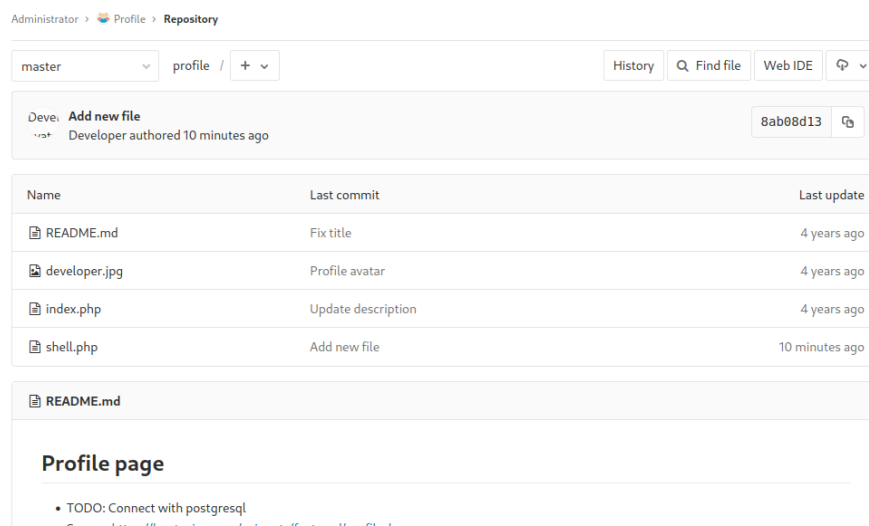 Administrator › Profile › Repository
master profile / + History Find file Web IDE
Add new file
Developer authored 10 minutes ago 8ab08d13
Name Last commit Last update
README.md Fix title 4 years ago
developer.jpg Profile avatar 4 years ago
index.php Update description 4 years ago
shell.php Add new file 10 minutes ago
README.md
Profile page
• TODO: Connect with postgresql